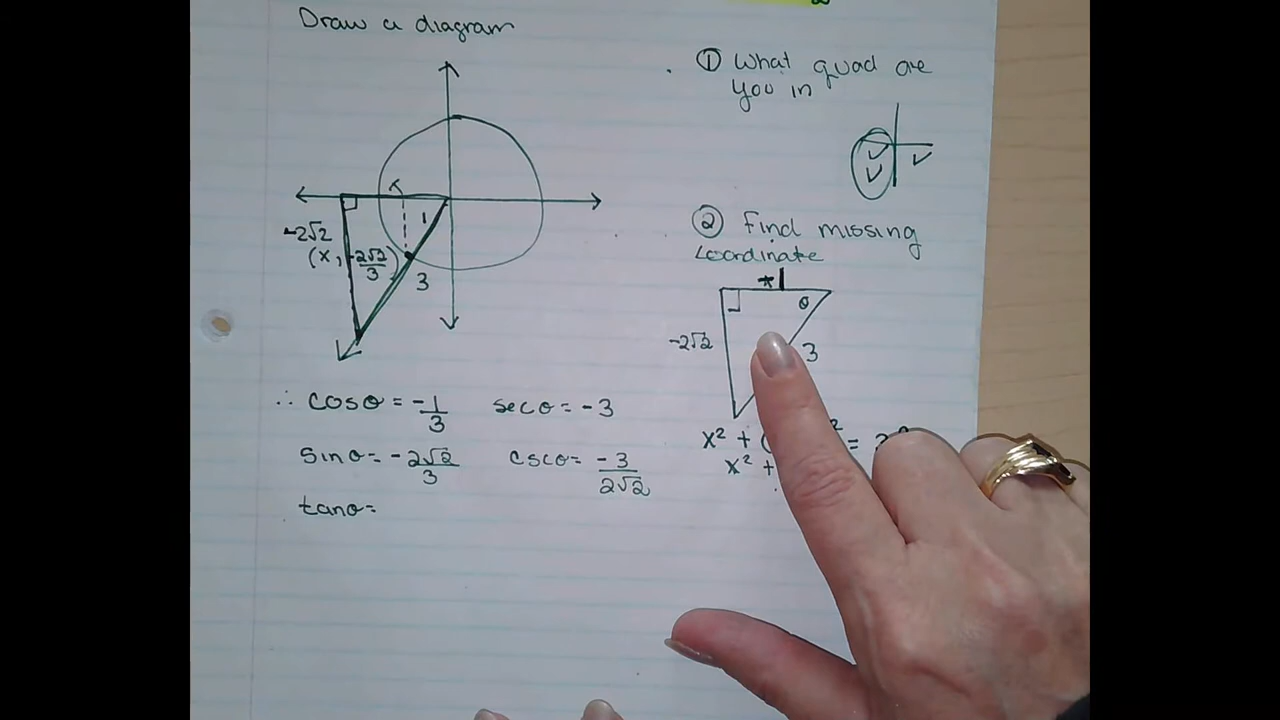 Draw a diagram
① What quad are
you in
1
-2√2
(x, -2√2/3)
3
② Find missing
coordinate
θ
-2√2
3
x² +
² =
x² +
∴ cosθ = -1/3
secθ = -3
sinθ = -2√2/3
cscθ = -3/2√2
tanθ =